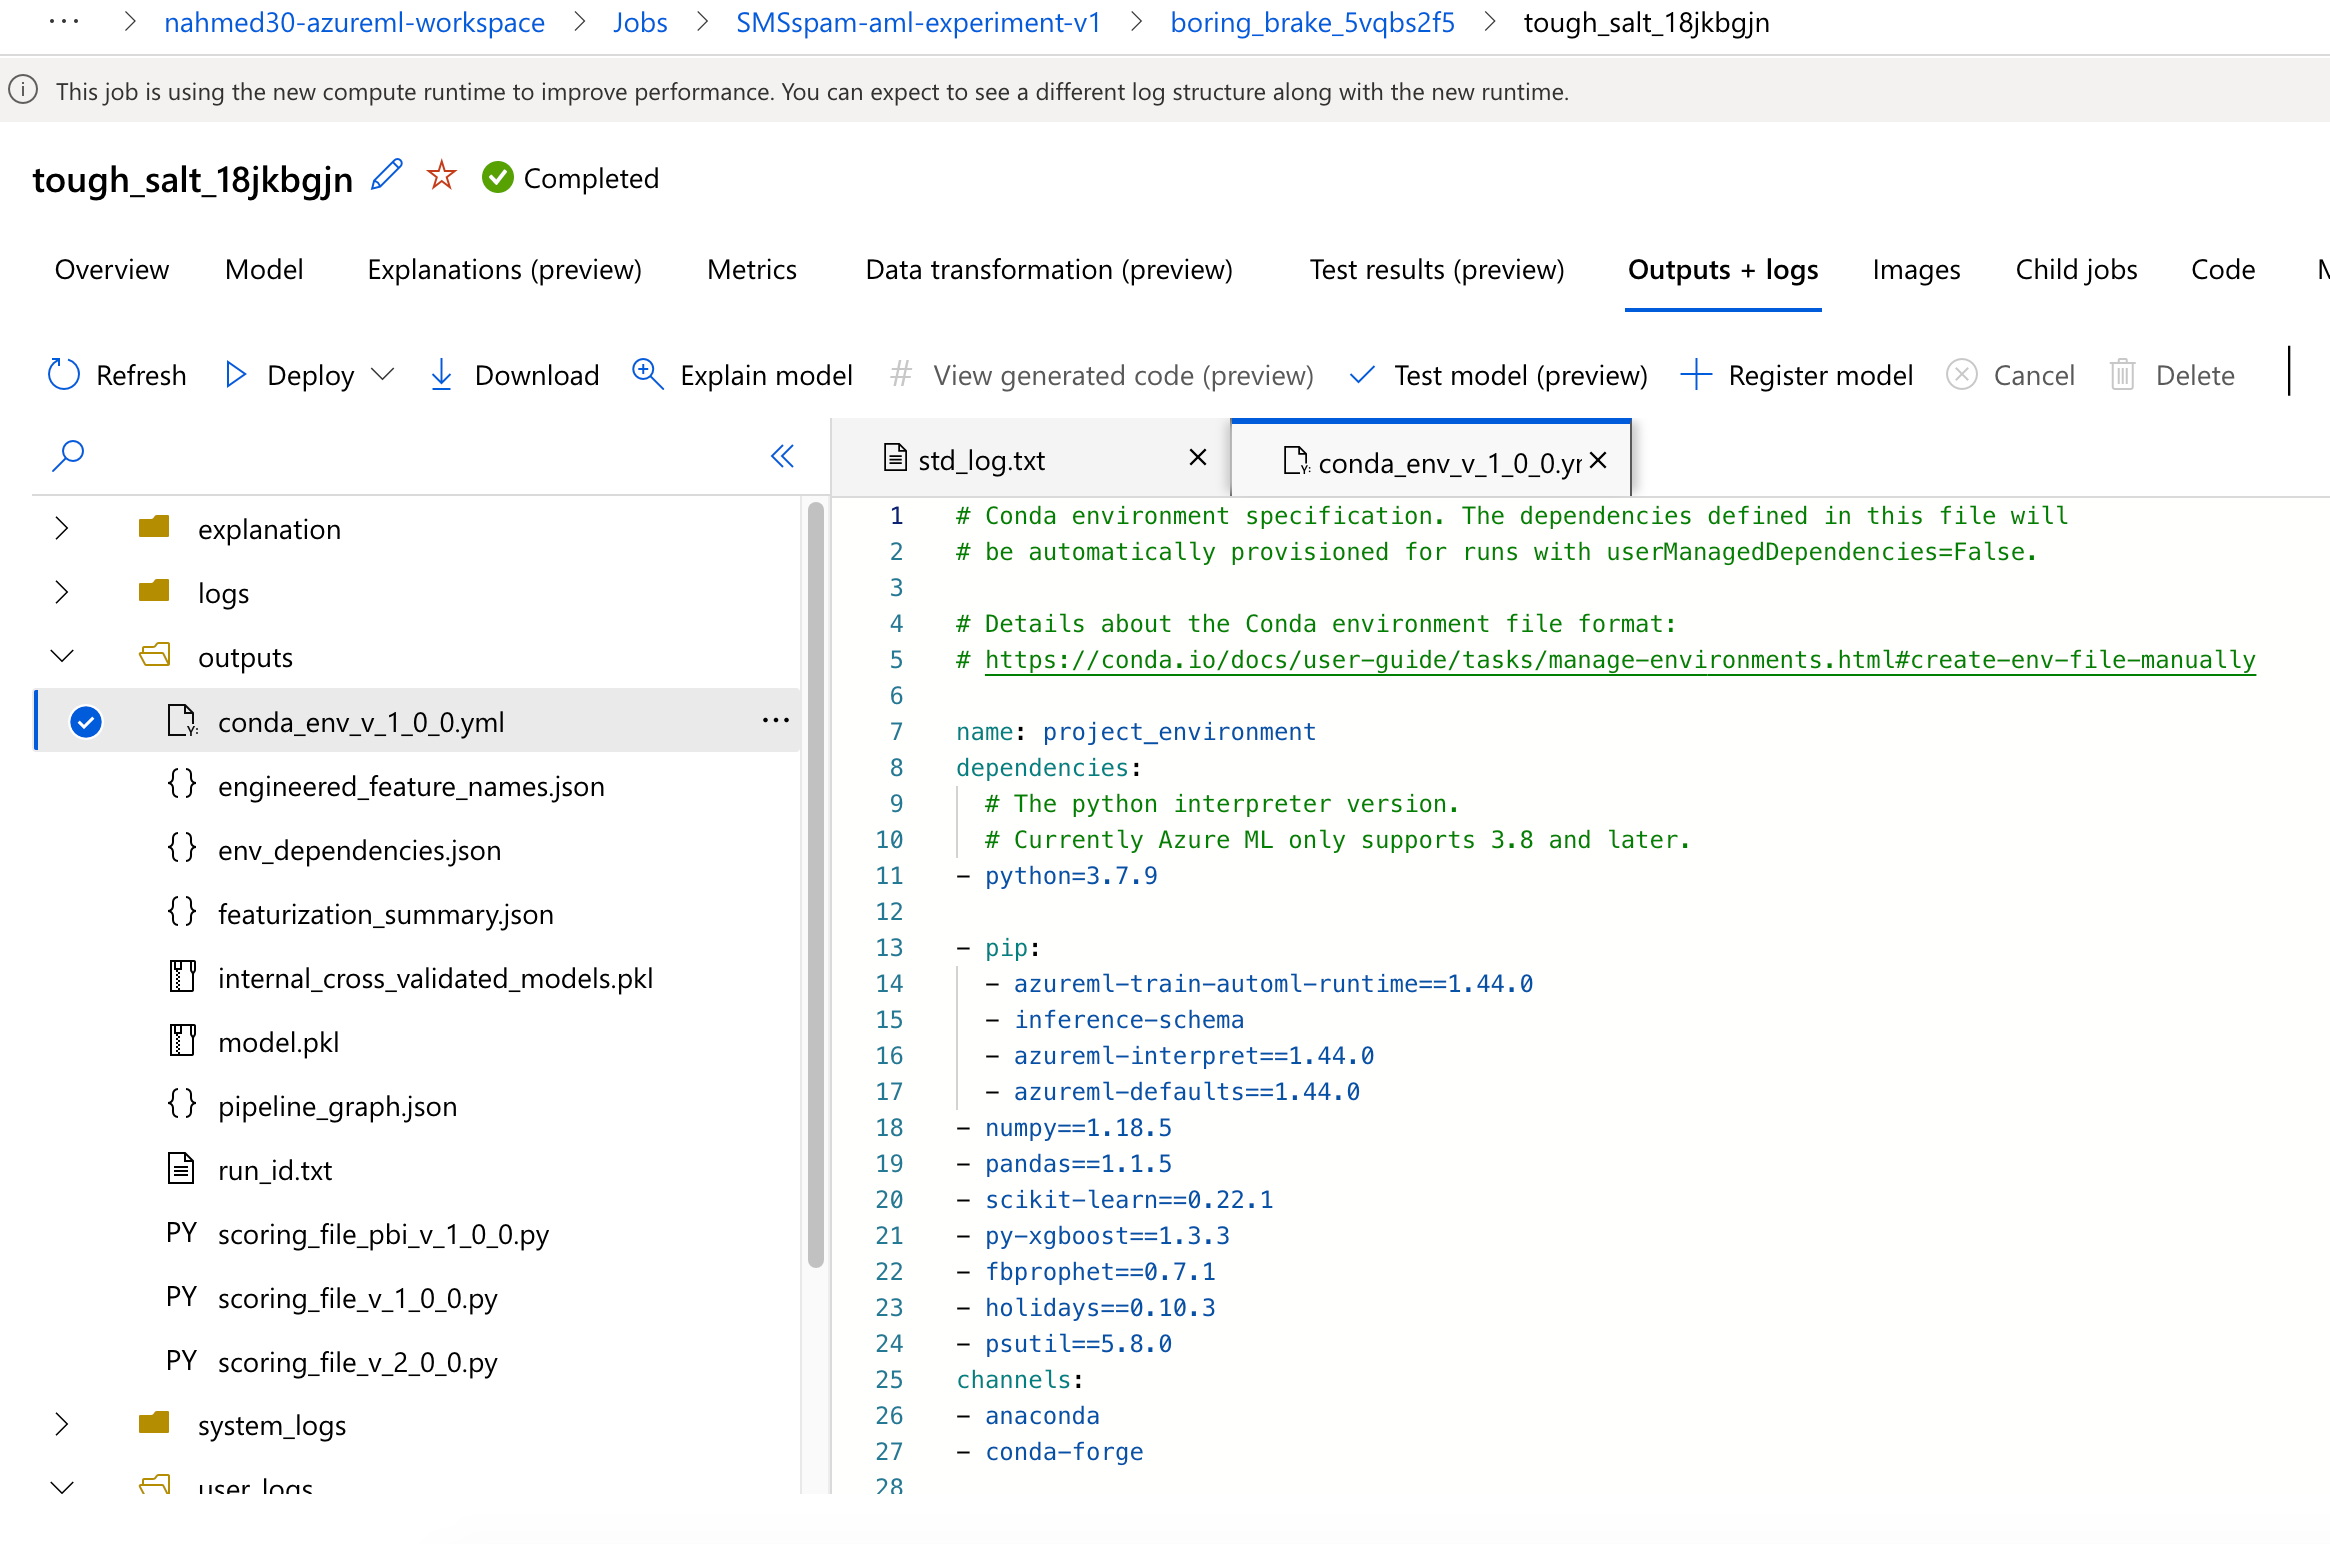 ··· > nahmed30-azureml-workspace > Jobs > SMSspam-aml-experiment-v1 > boring_brake_5vqbs2f5 > tough_salt_18jkbgjn
This job is using the new compute runtime to improve performance. You can expect to see a different log structure along with the new runtime.
tough_salt_18jkbgjn Completed
Overview Model Explanations (preview) Metrics Data transformation (preview) Test results (preview) Outputs + logs Images Child jobs Code
Refresh Deploy Download Explain model # View generated code (preview) Test model (preview) Register model Cancel Delete
explanation
logs
outputs
conda_env_v_1_0_0.yml ···
{} engineered_feature_names.json
{} env_dependencies.json
{} featurization_summary.json
internal_cross_validated_models.pkl
model.pkl
{} pipeline_graph.json
run_id.txt
PY scoring_file_pbi_v_1_0_0.py
PY scoring_file_v_1_0_0.py
PY scoring_file_v_2_0_0.py
system_logs
user_logs
std_log.txt conda_env_v_1_0_0.yr
1 # Conda environment specification. The dependencies defined in this file will
2 # be automatically provisioned for runs with userManagedDependencies=False.
3
4 # Details about the Conda environment file format:
5 # https://conda.io/docs/user-guide/tasks/manage-environments.html#create-env-file-manually
6
7 name: project_environment
8 dependencies:
9 # The python interpreter version.
10 # Currently Azure ML only supports 3.8 and later.
11 - python=3.7.9
12
13 - pip:
14 - azureml-train-automl-runtime==1.44.0
15 - inference-schema
16 - azureml-interpret==1.44.0
17 - azureml-defaults==1.44.0
18 - numpy==1.18.5
19 - pandas==1.1.5
20 - scikit-learn==0.22.1
21 - py-xgboost==1.3.3
22 - fbprophet==0.7.1
23 - holidays==0.10.3
24 - psutil==5.8.0
25 channels:
26 - anaconda
27 - conda-forge
28